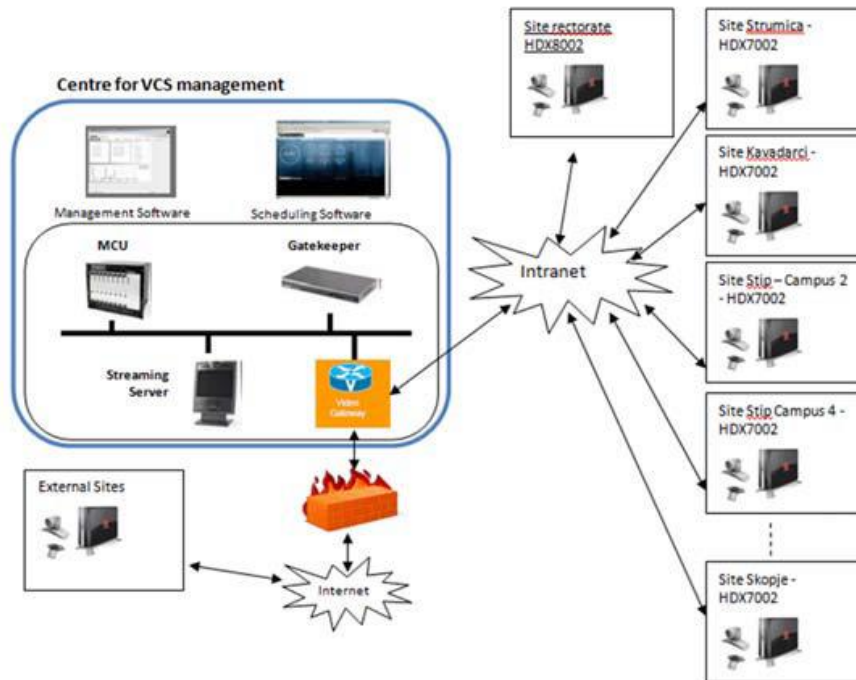 Site rectorate
HDX8002
Site Strumica -
HDX7002
Centre for VCS management
Management Software
Scheduling Software
Site Kavadarci -
HDX7002
MCU
Gatekeeper
Intranet
Site Stip – Campus 2
- HDX7002
Streaming
Server
Video
Gateway
Site Stip Campus 4 -
HDX7002
External Sites
Internet
Site Skopje -
HDX7002